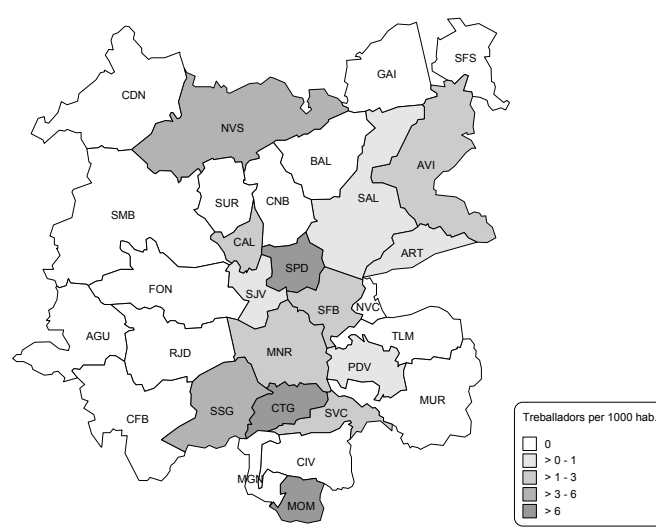 SFS
GAI
CDN
NVS
BAL
AVI
SAL
SUR
CNB
SMB
CAL
ART
SPD
FON
SJV
SFB
NVC
AGU
TLM
RJD
MNR
PDV
MUR
CFB
SSG
CTG
SVC
CIV
MGN
MOM
Treballadors per 1000 hab.
0
> 0 - 1
> 1 - 3
> 3 - 6
> 6